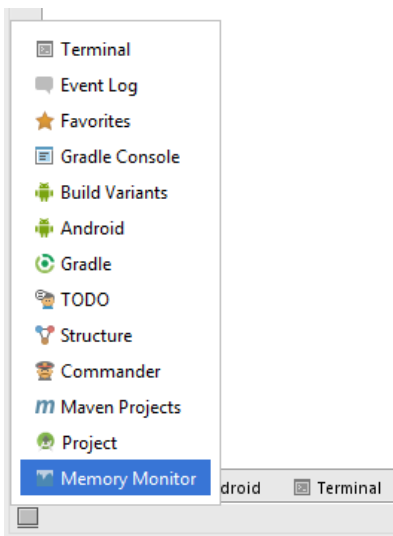 Terminal
Event Log
Favorites
Gradle Console
Build Variants
Android
Gradle
TODO
Structure
Commander
Maven Projects
Project
Memory Monitor
droid
Terminal